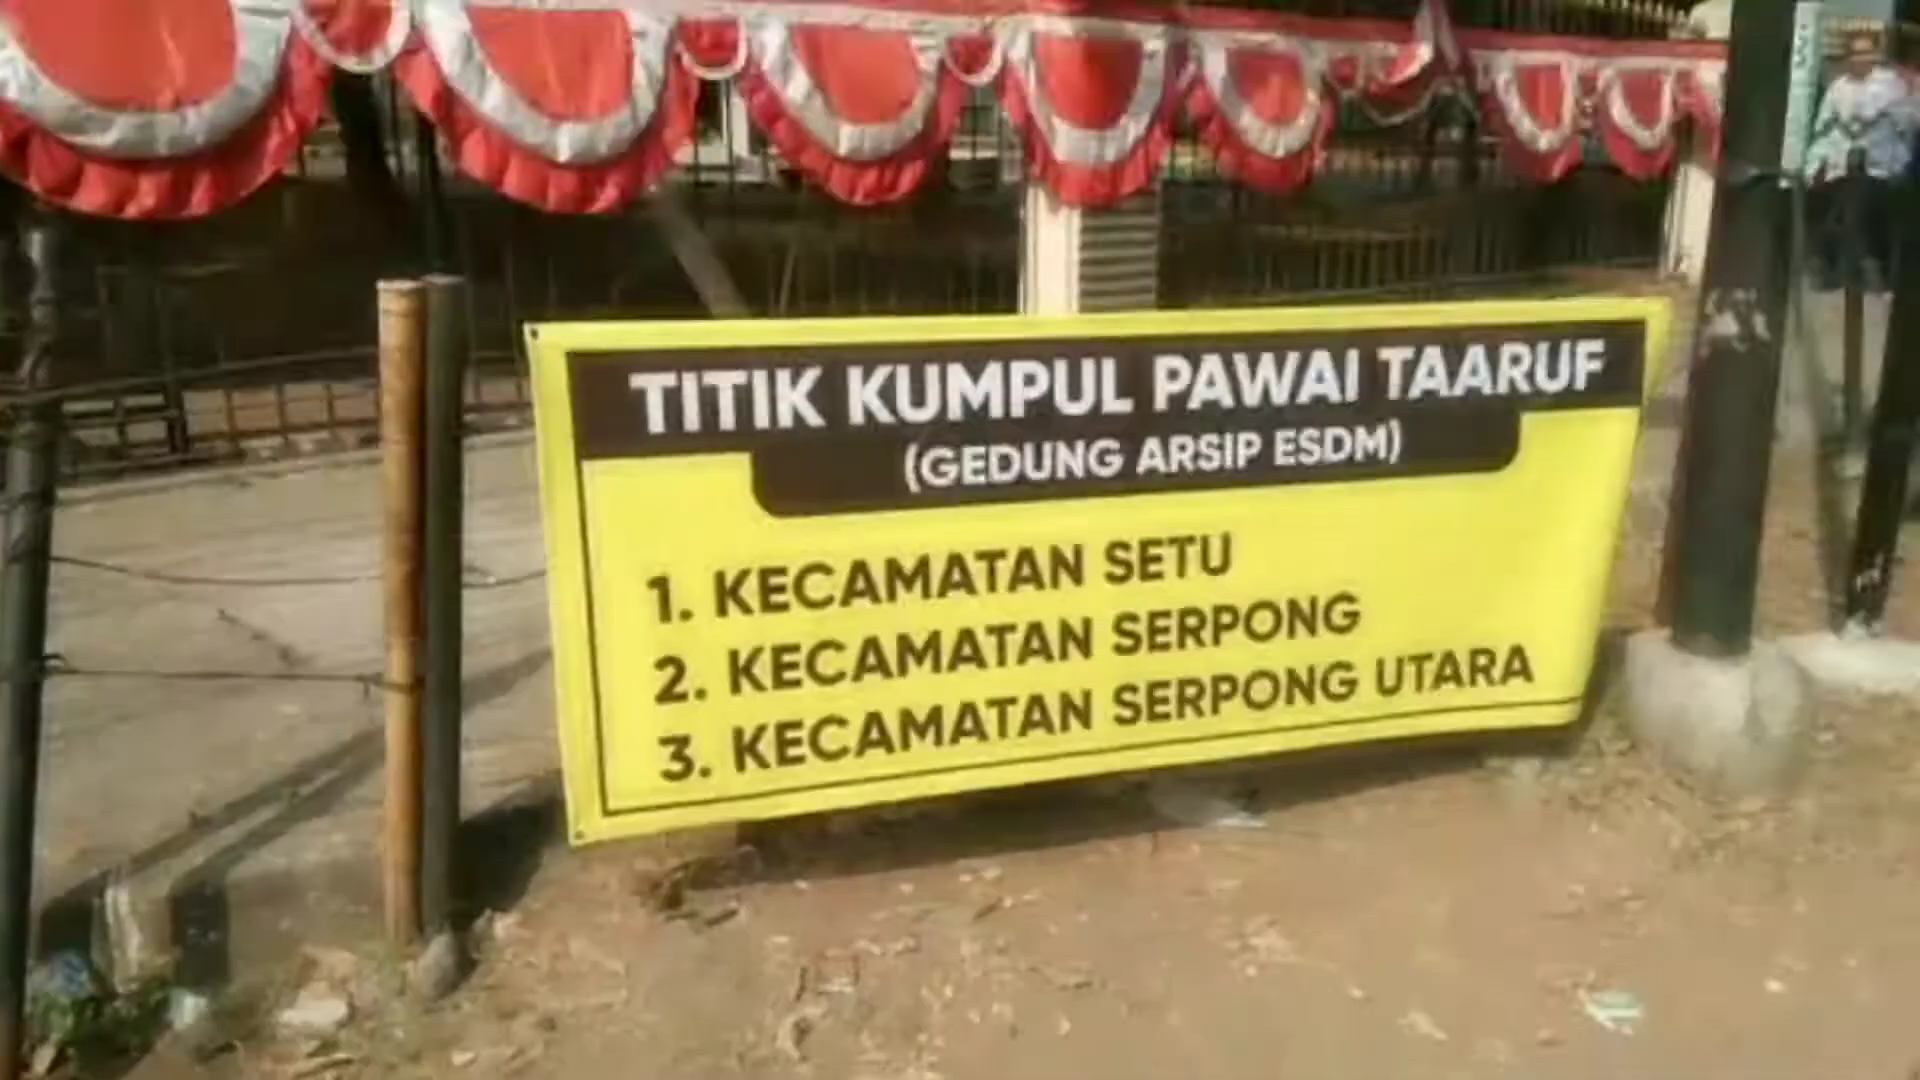 TITIK KUMPUL PAWAI TAARUF
(GEDUNG ARSIP ESDM)
1. KECAMATAN SETU
2. KECAMATAN SERPONG
3. KECAMATAN SERPONG UTARA